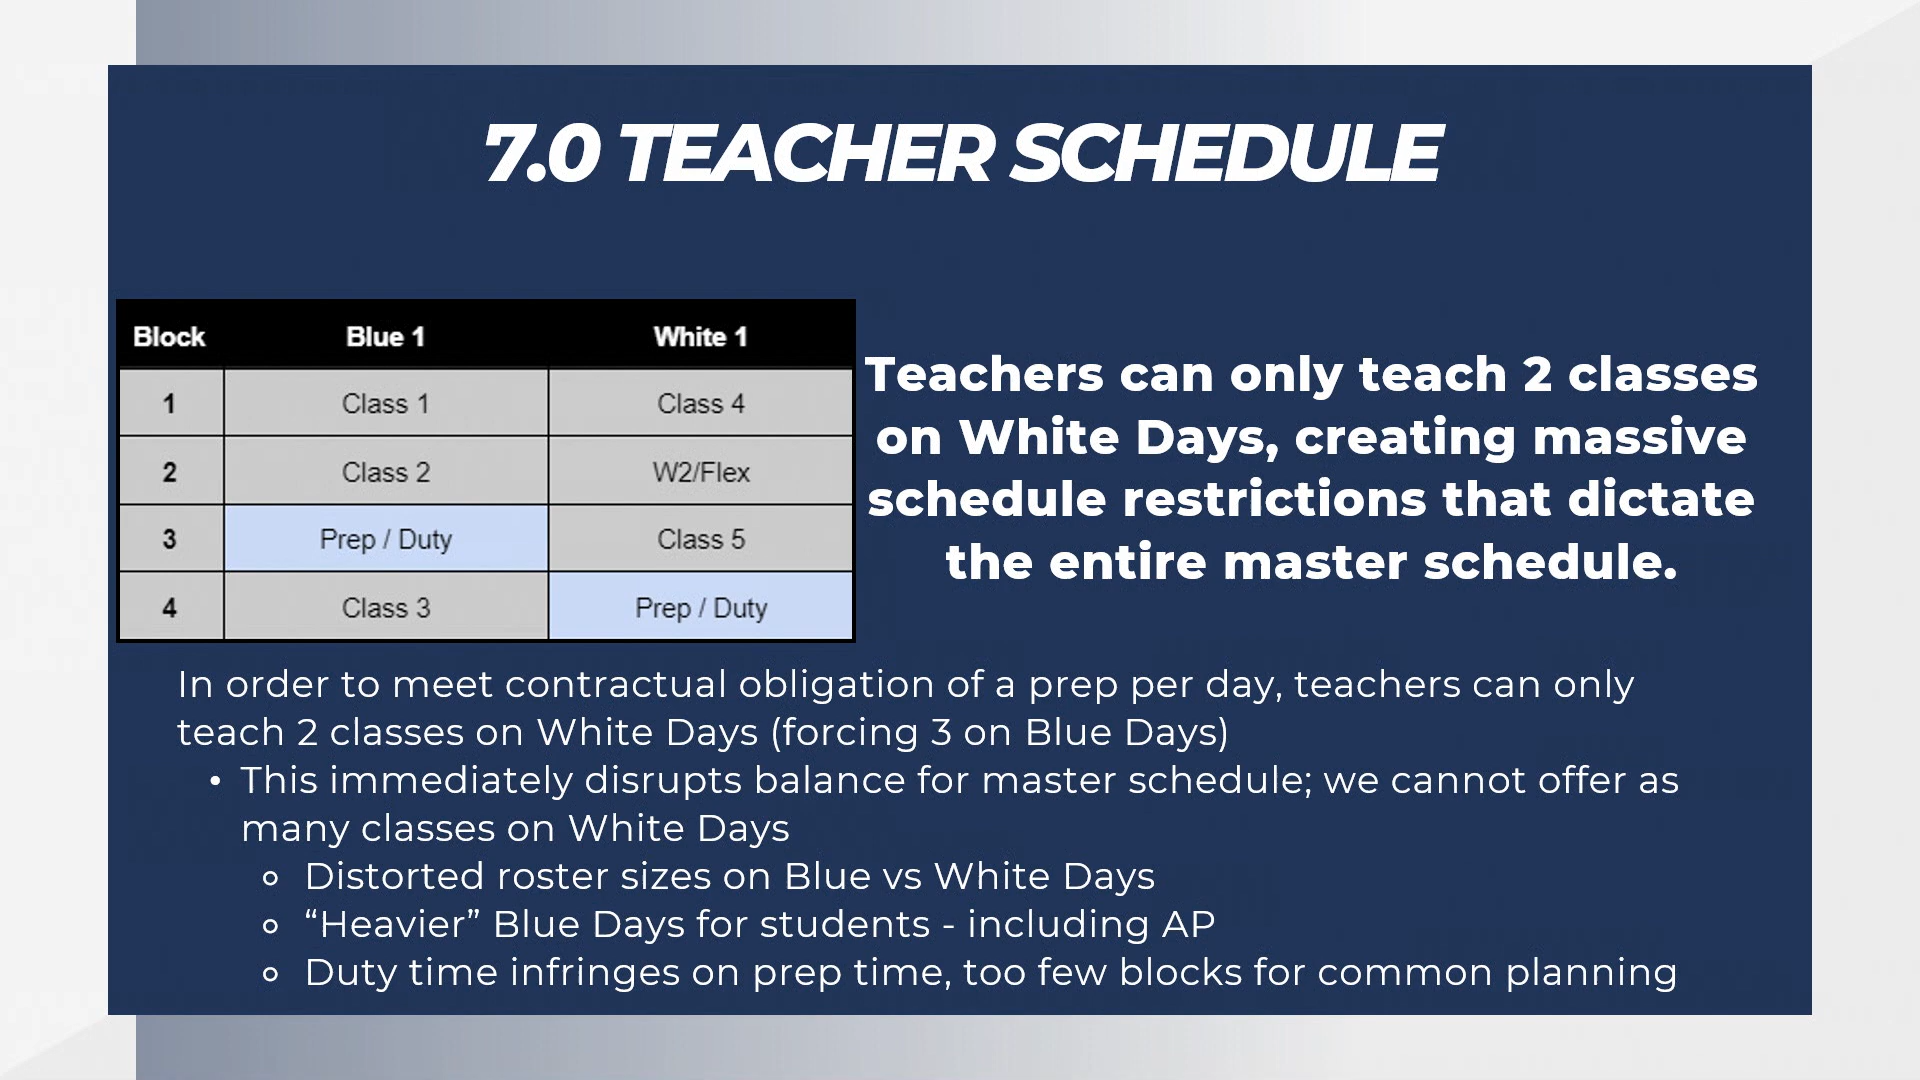 7.0 TEACHER SCHEDULE
Block Blue 1 White 1
1 Class 1 Class 4
2 Class 2 W2/Flex
3 Prep / Duty Class 5
4 Class 3 Prep / Duty
Teachers can only teach 2 classes
on White Days, creating massive
schedule restrictions that dictate
the entire master schedule.
In order to meet contractual obligation of a prep per day, teachers can only
teach 2 classes on White Days (forcing 3 on Blue Days)
• This immediately disrupts balance for master schedule; we cannot offer as
many classes on White Days
◦ Distorted roster sizes on Blue vs White Days
◦ “Heavier” Blue Days for students - including AP
◦ Duty time infringes on prep time, too few blocks for common planning